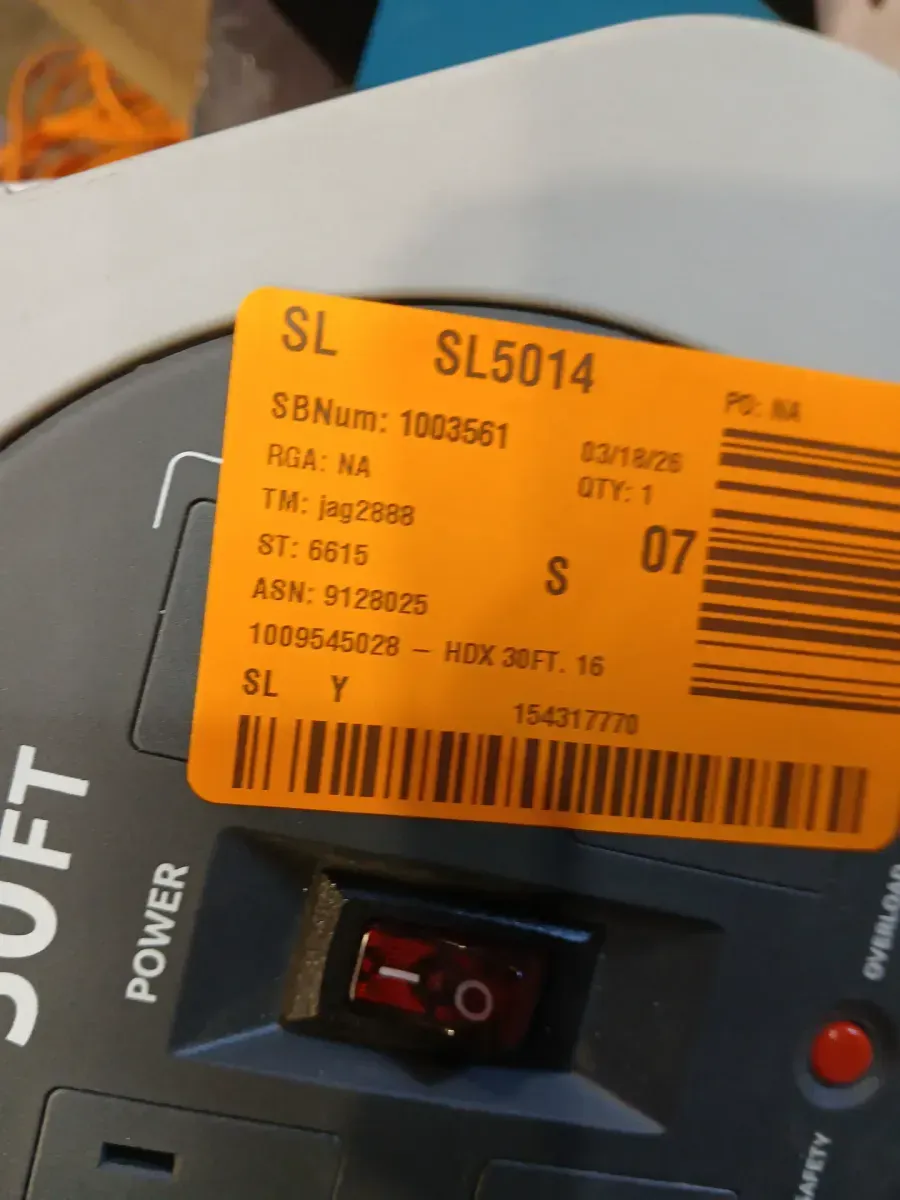 SL SL5014
SBNum: 1003561
PO: NA
RGA: NA
03/18/26
TM: jag2888
QTY: 1
ST: 6615
S 07
ASN: 9128025
1009545028 – HDX 30FT. 16
SL Y
154317770
POWER
I O
OVERLOAD
SAFETY